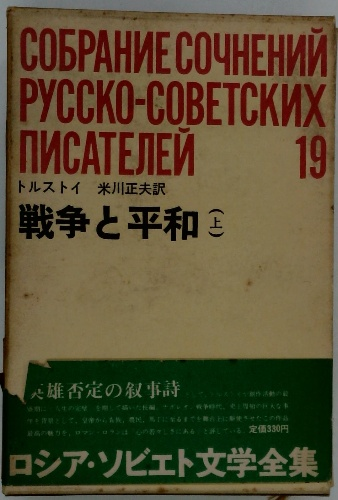 СОБРАНИЕ СОЧНЕНИЙ
РУССКО-СОВЕТСКИХ
ПИСАТЕЛЕЙ 19
トルストイ 米川正夫訳
戦争と平和(上)
英雄否定の叙事詩
定価330円
ロシア・ソビエト文学全集